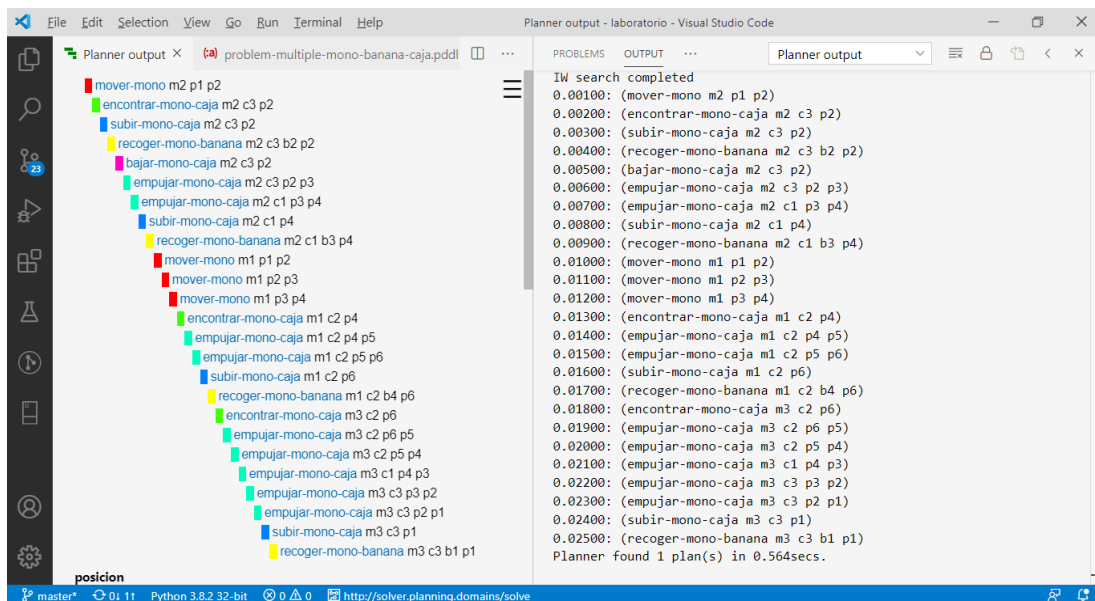 File Edit Selection View Go Run Terminal Help Planner output - laboratorio - Visual Studio Code
Planner output × (:a) problem-multiple-mono-banana-caja.pddl ···
mover-mono m2 p1 p2
encontrar-mono-caja m2 c3 p2
subir-mono-caja m2 c3 p2
recoger-mono-banana m2 c3 b2 p2
bajar-mono-caja m2 c3 p2
empujar-mono-caja m2 c3 p2 p3
empujar-mono-caja m2 c1 p3 p4
subir-mono-caja m2 c1 p4
recoger-mono-banana m2 c1 b3 p4
mover-mono m1 p1 p2
mover-mono m1 p2 p3
mover-mono m1 p3 p4
encontrar-mono-caja m1 c2 p4
empujar-mono-caja m1 c2 p4 p5
empujar-mono-caja m1 c2 p5 p6
subir-mono-caja m1 c2 p6
recoger-mono-banana m1 c2 b4 p6
encontrar-mono-caja m3 c2 p6
empujar-mono-caja m3 c2 p6 p5
empujar-mono-caja m3 c2 p5 p4
empujar-mono-caja m3 c1 p4 p3
empujar-mono-caja m3 c3 p3 p2
empujar-mono-caja m3 c3 p2 p1
subir-mono-caja m3 c3 p1
recoger-mono-banana m3 c3 b1 p1
posicion
23
PROBLEMS OUTPUT ··· Planner output
IW search completed
0.00100: (mover-mono m2 p1 p2)
0.00200: (encontrar-mono-caja m2 c3 p2)
0.00300: (subir-mono-caja m2 c3 p2)
0.00400: (recoger-mono-banana m2 c3 b2 p2)
0.00500: (bajar-mono-caja m2 c3 p2)
0.00600: (empujar-mono-caja m2 c3 p2 p3)
0.00700: (empujar-mono-caja m2 c1 p3 p4)
0.00800: (subir-mono-caja m2 c1 p4)
0.00900: (recoger-mono-banana m2 c1 b3 p4)
0.01000: (mover-mono m1 p1 p2)
0.01100: (mover-mono m1 p2 p3)
0.01200: (mover-mono m1 p3 p4)
0.01300: (encontrar-mono-caja m1 c2 p4)
0.01400: (empujar-mono-caja m1 c2 p4 p5)
0.01500: (empujar-mono-caja m1 c2 p5 p6)
0.01600: (subir-mono-caja m1 c2 p6)
0.01700: (recoger-mono-banana m1 c2 b4 p6)
0.01800: (encontrar-mono-caja m3 c2 p6)
0.01900: (empujar-mono-caja m3 c2 p6 p5)
0.02000: (empujar-mono-caja m3 c2 p5 p4)
0.02100: (empujar-mono-caja m3 c1 p4 p3)
0.02200: (empujar-mono-caja m3 c3 p3 p2)
0.02300: (empujar-mono-caja m3 c3 p2 p1)
0.02400: (subir-mono-caja m3 c3 p1)
0.02500: (recoger-mono-banana m3 c3 b1 p1)
Planner found 1 plan(s) in 0.564secs.
master* 0↓ 1↑ Python 3.8.2 32-bit 0 0 http://solver.planning.domains/solve